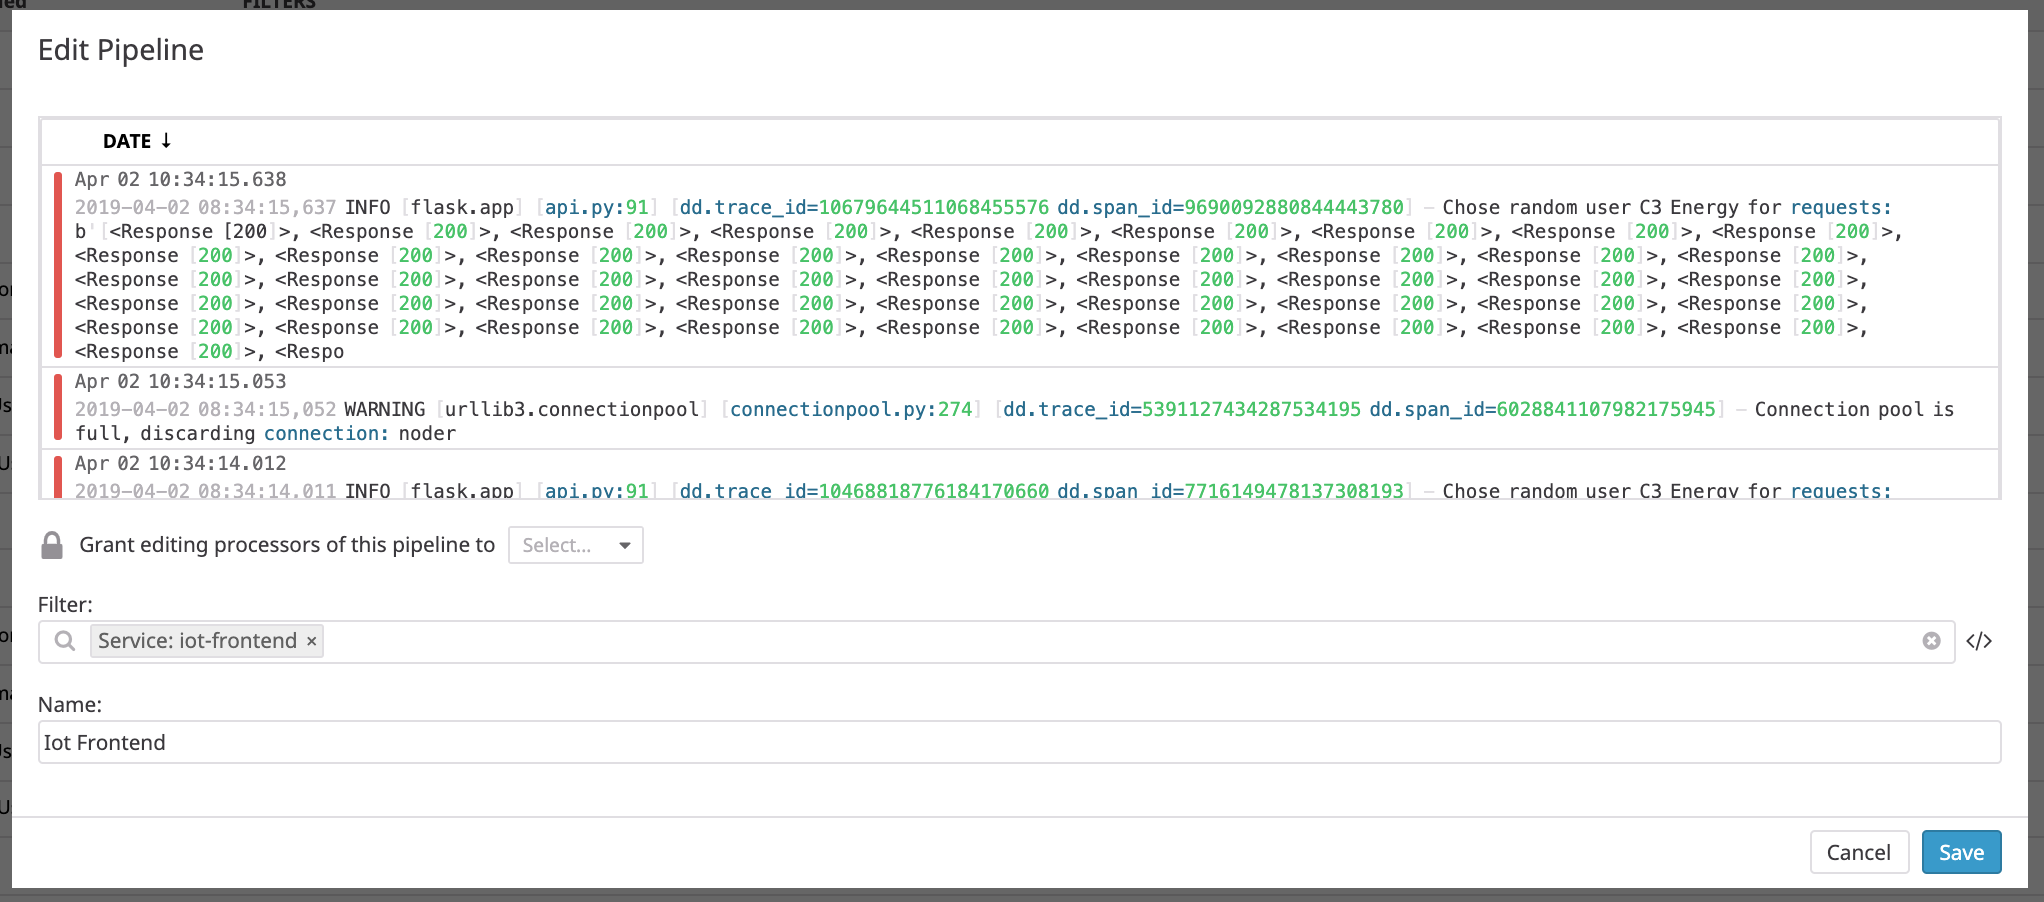 FILTERS
Edit Pipeline
DATE ↓
Apr 02 10:34:15.638
2019-04-02 08:34:15,637 INFO [flask.app] [api.py:91] [dd.trace_id=10679644511068455576 dd.span_id=9690092880844443780] - Chose random user C3 Energy for requests:
b'[<Response [200]>, <Response [200]>, <Response [200]>, <Response [200]>, <Response [200]>, <Response [200]>, <Response [200]>, <Response [200]>, <Response [200]>,
<Response [200]>, <Response [200]>, <Response [200]>, <Response [200]>, <Response [200]>, <Response [200]>, <Response [200]>, <Response [200]>, <Response [200]>,
<Response [200]>, <Response [200]>, <Response [200]>, <Response [200]>, <Response [200]>, <Response [200]>, <Response [200]>, <Response [200]>, <Response [200]>,
<Response [200]>, <Response [200]>, <Response [200]>, <Response [200]>, <Response [200]>, <Response [200]>, <Response [200]>, <Response [200]>, <Response [200]>,
<Response [200]>, <Response [200]>, <Response [200]>, <Response [200]>, <Response [200]>, <Response [200]>, <Response [200]>, <Response [200]>, <Response [200]>,
<Response [200]>, <Respo
Apr 02 10:34:15.053
2019-04-02 08:34:15,052 WARNING [urllib3.connectionpool] [connectionpool.py:274] [dd.trace_id=5391127434287534195 dd.span_id=6028841107982175945] - Connection pool is
full, discarding connection: noder
Apr 02 10:34:14.012
2019-04-02 08:34:14,011 INFO [flask.app] [api.py:91] [dd.trace_id=10468818776184170660 dd.span_id=7716149478137308193] - Chose random user C3 Energy for requests:
Grant editing processors of this pipeline to Select...
Filter:
Service: iot-frontend ×
</>
Name:
Iot Frontend
Cancel Save